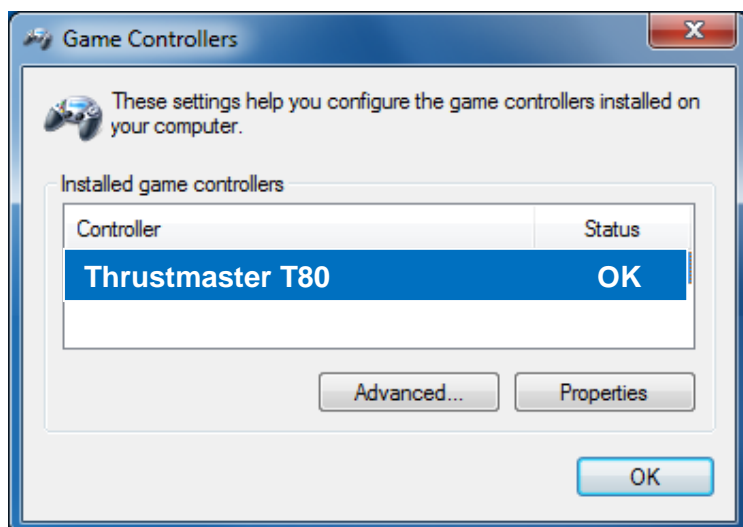 Game Controllers
These settings help you configure the game controllers installed on
your computer.
Installed game controllers
Controller Status
Thrustmaster T80 OK
Advanced... Properties
OK